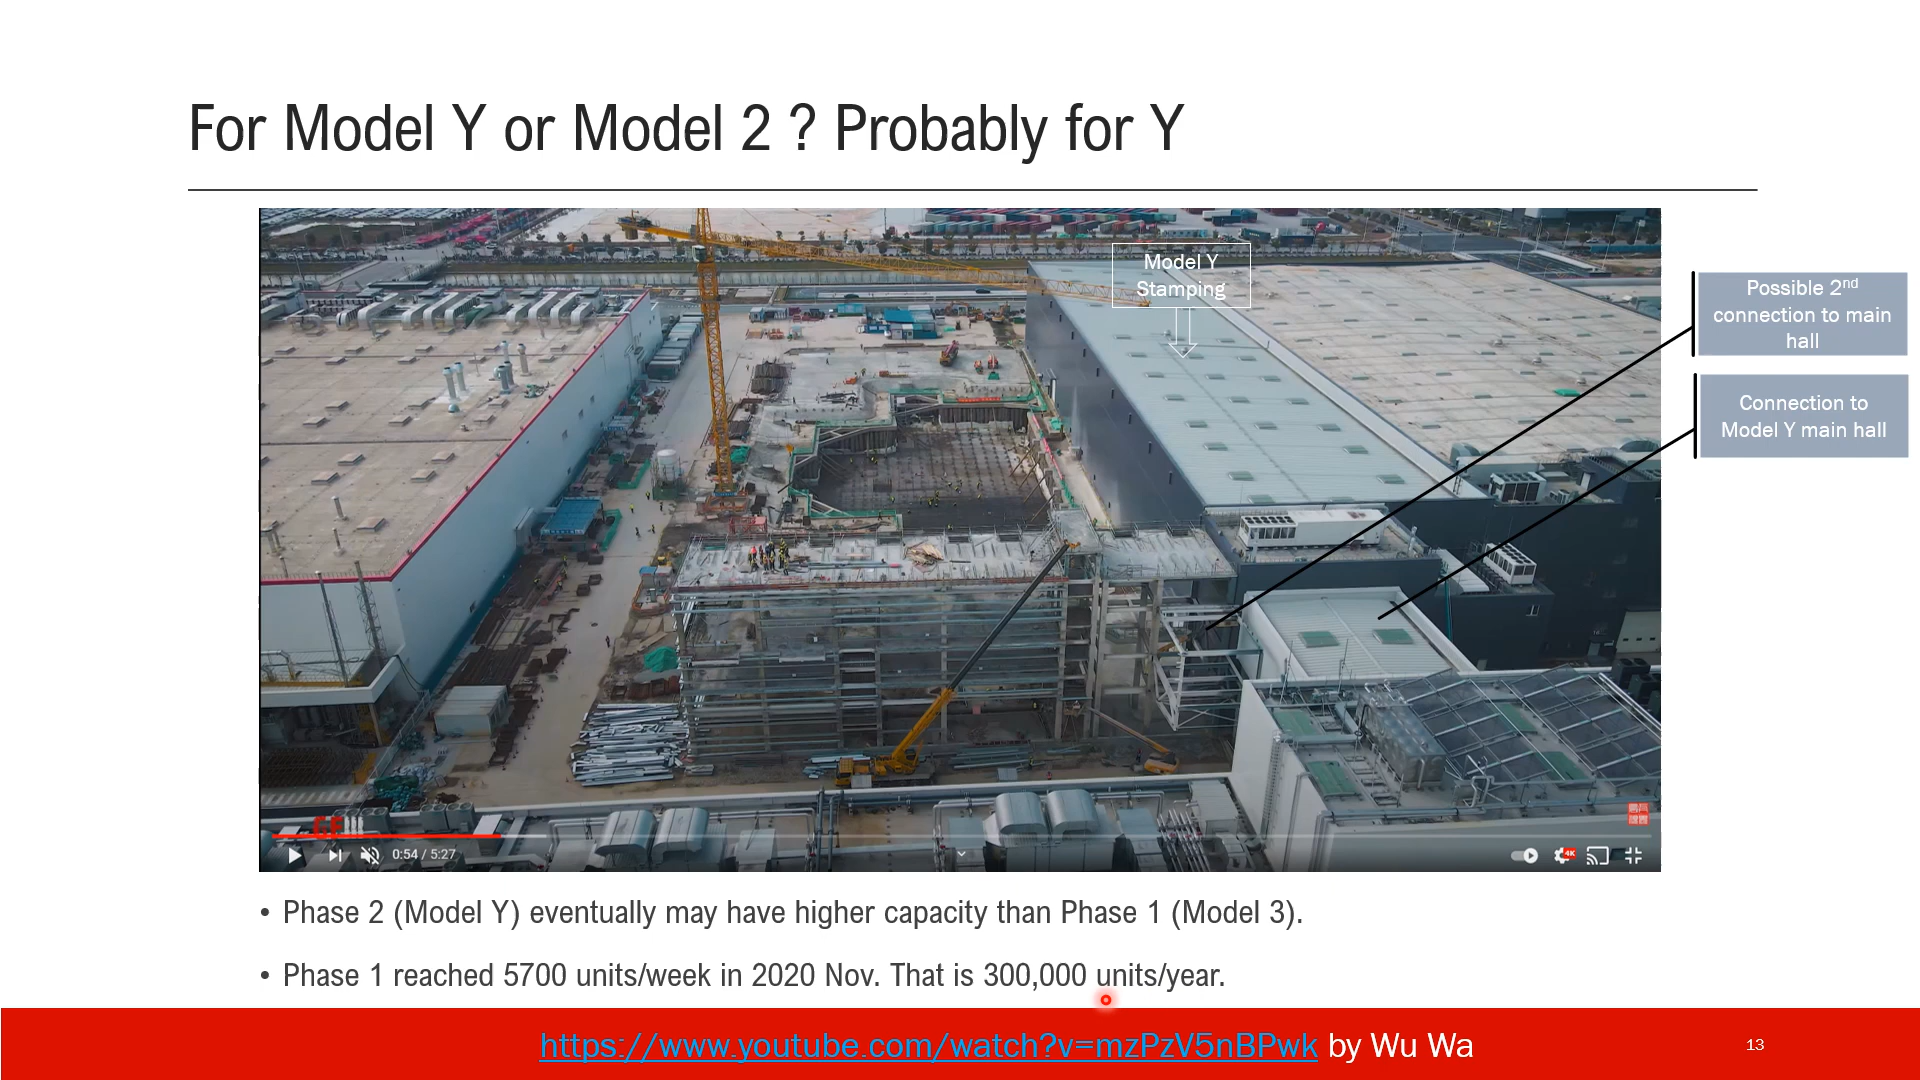 For Model Y or Model 2 ? Probably for Y
Model Y
Stamping
Possible 2nd
connection to main
hall
Connection to
Model Y main hall
GF
0:54 / 5:27
4K
• Phase 2 (Model Y) eventually may have higher capacity than Phase 1 (Model 3).
• Phase 1 reached 5700 units/week in 2020 Nov. That is 300,000 units/year.
https://www.youtube.com/watch?v=mzPzV5nBPwk by Wu Wa
13